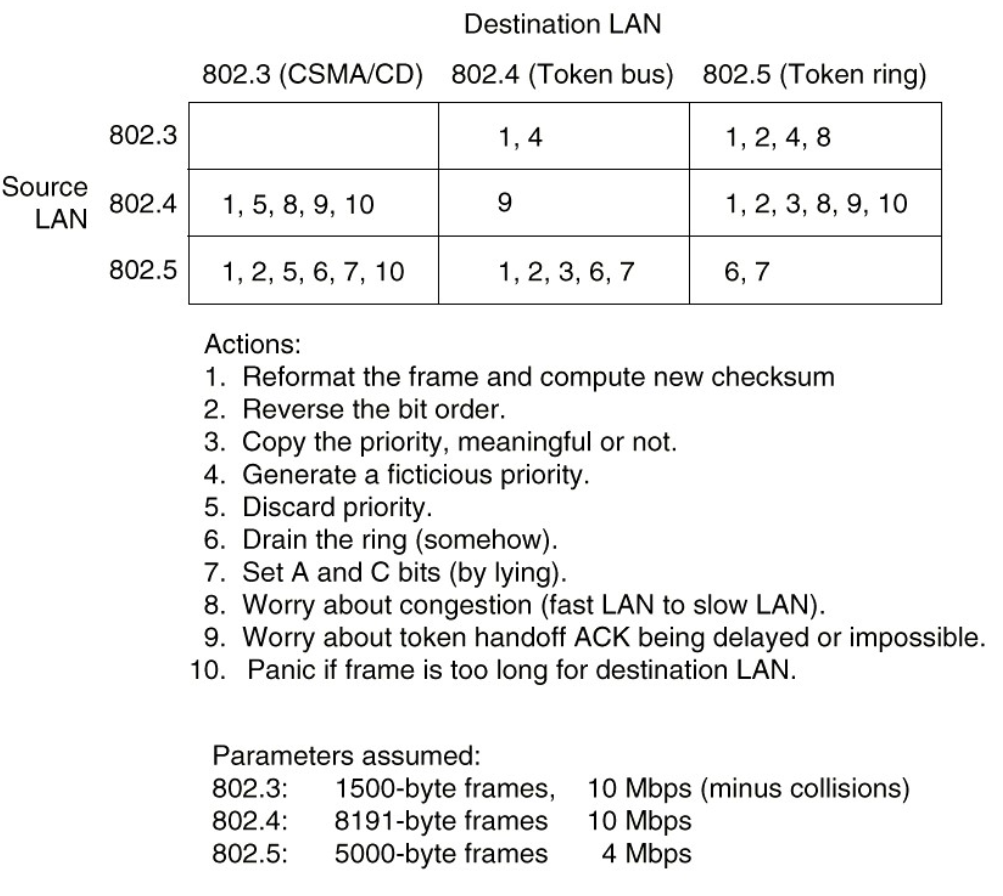 Destination LAN
802.3 (CSMA/CD) 802.4 (Token bus) 802.5 (Token ring)
802.3 1, 4 1, 2, 4, 8
Source LAN 802.4 1, 5, 8, 9, 10 9 1, 2, 3, 8, 9, 10
802.5 1, 2, 5, 6, 7, 10 1, 2, 3, 6, 7 6, 7
Actions:
1. Reformat the frame and compute new checksum
2. Reverse the bit order.
3. Copy the priority, meaningful or not.
4. Generate a ficticious priority.
5. Discard priority.
6. Drain the ring (somehow).
7. Set A and C bits (by lying).
8. Worry about congestion (fast LAN to slow LAN).
9. Worry about token handoff ACK being delayed or impossible.
10. Panic if frame is too long for destination LAN.
Parameters assumed:
802.3: 1500-byte frames, 10 Mbps (minus collisions)
802.4: 8191-byte frames 10 Mbps
802.5: 5000-byte frames 4 Mbps